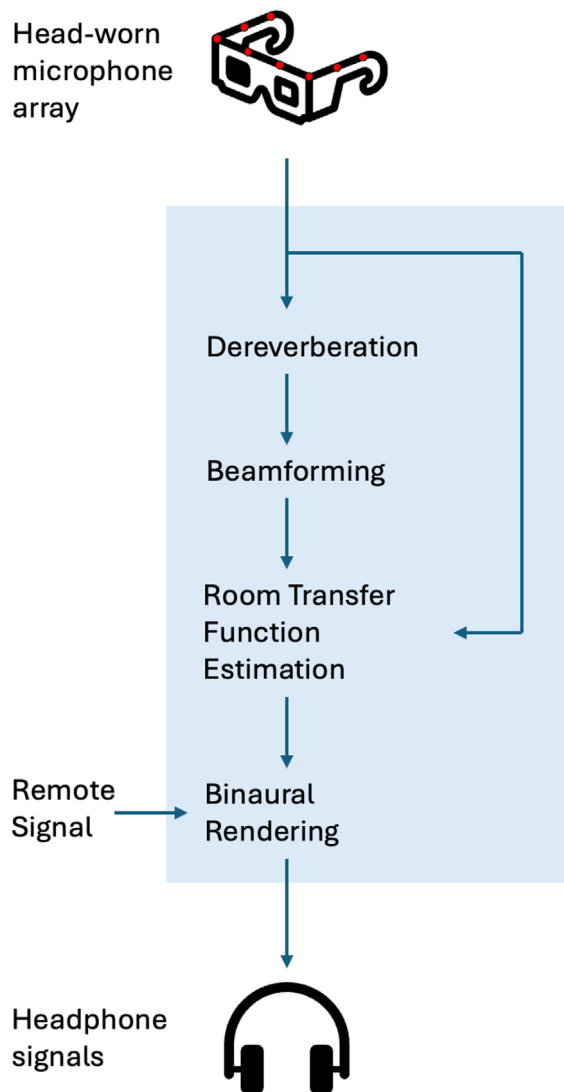 Head-worn
microphone
array
Dereverberation
Beamforming
Room Transfer
Function
Estimation
Remote
Signal
Binaural
Rendering
Headphone
signals